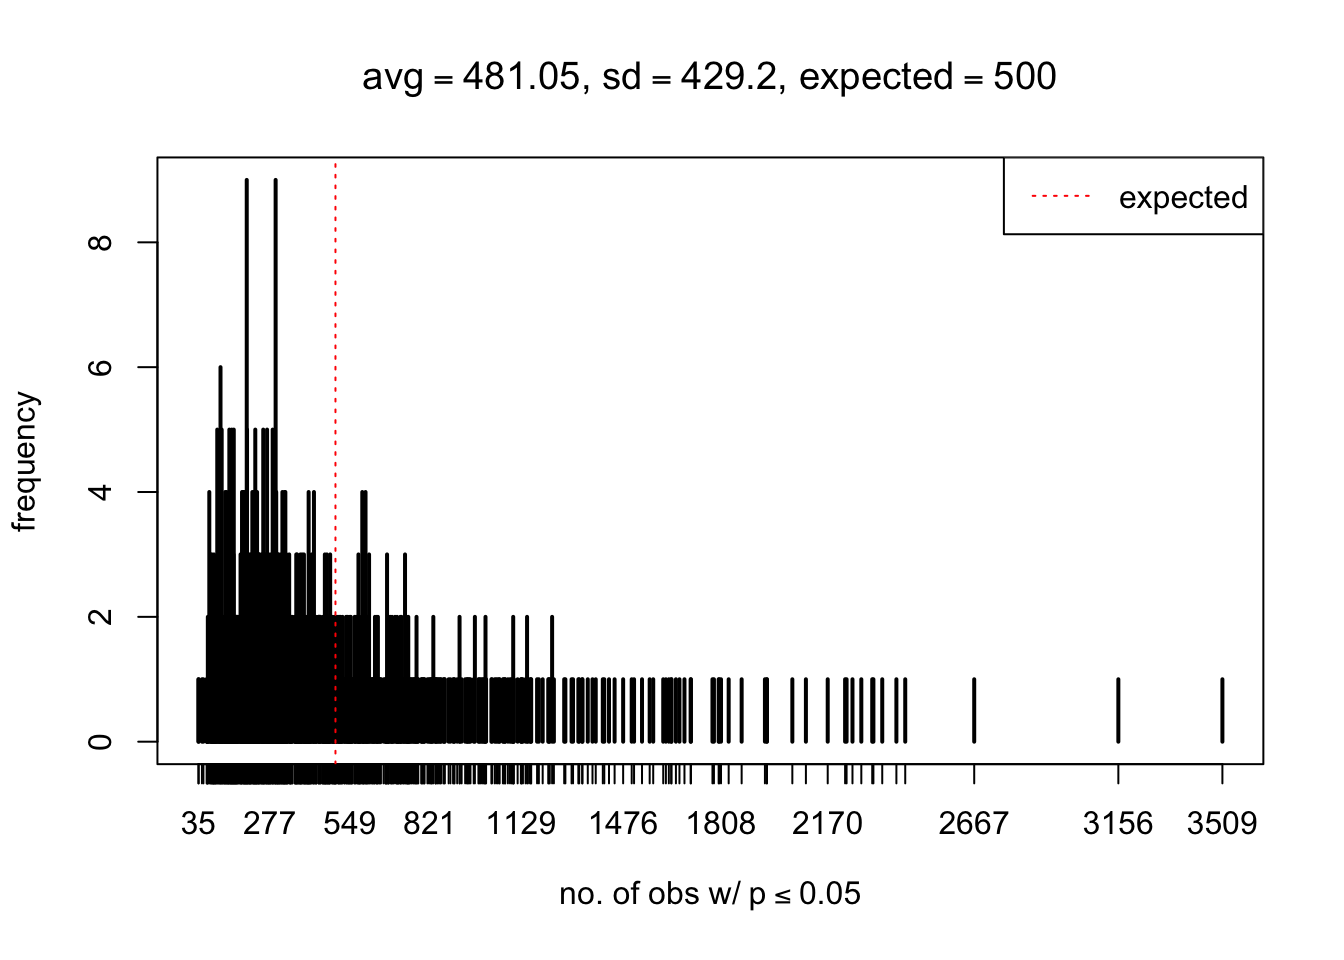 avg = 481.05, sd = 429.2, expected = 500
expected
frequency
8
6
4
2
0
35 277 549 821 1129 1476 1808 2170 2667 3156 3509
no. of obs w/ p ≤ 0.05